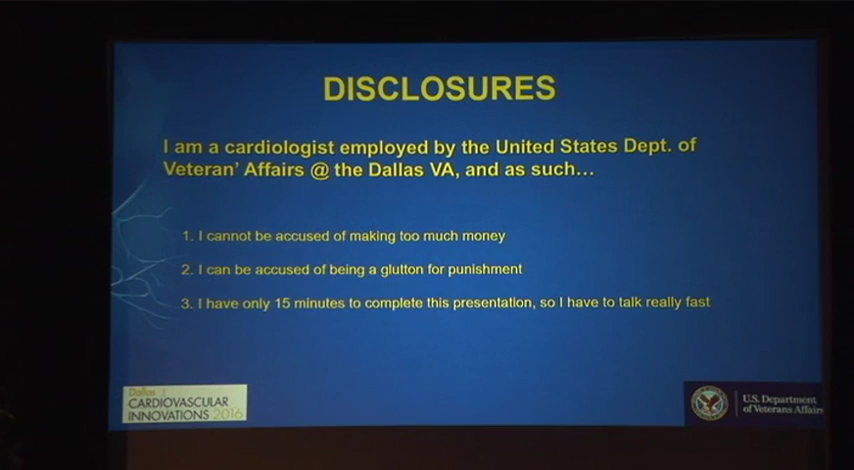 DISCLOSURES
I am a cardiologist employed by the United States Dept. of
Veteran' Affairs @ the Dallas VA, and as such...
1. I cannot be accused of making too much money
2. I can be accused of being a glutton for punishment
3. I have only 15 minutes to complete this presentation, so I have to talk really fast
Dallas
CARDIOVASCULAR
INNOVATIONS 2016
U.S. Department
of Veterans Affairs